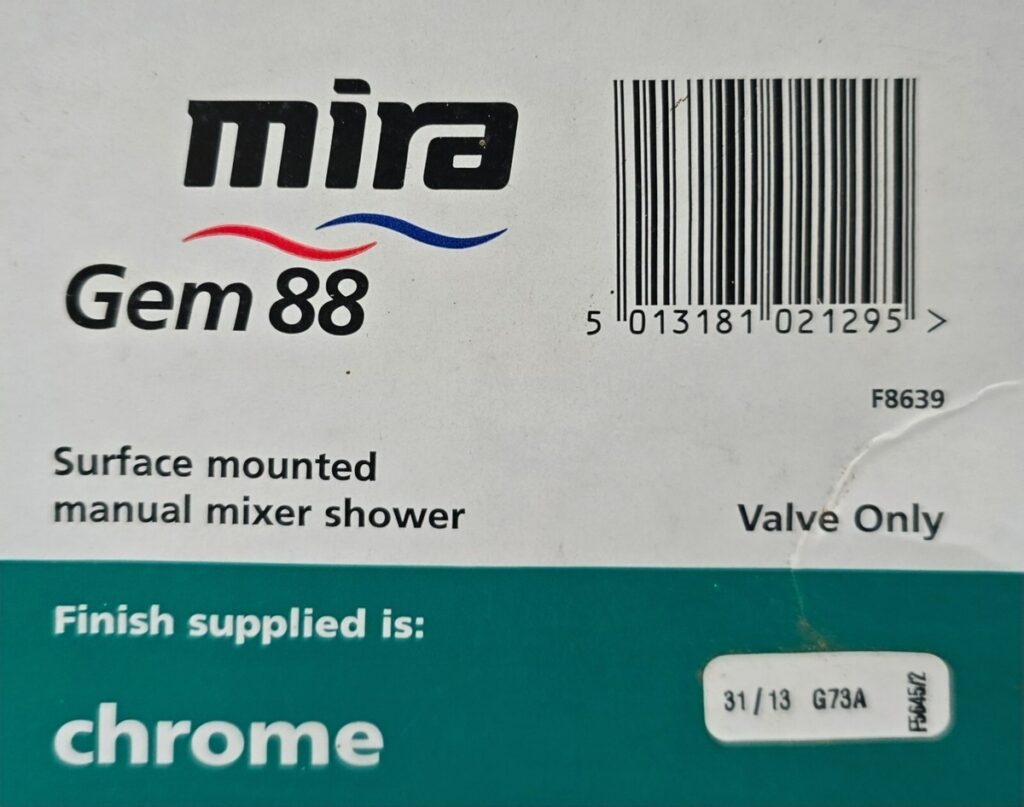 mira
Gem 88
5 013181 021295 >
F8639
Surface mounted
manual mixer shower
Valve Only
Finish supplied is:
chrome
31/13 G73A
F5645/2